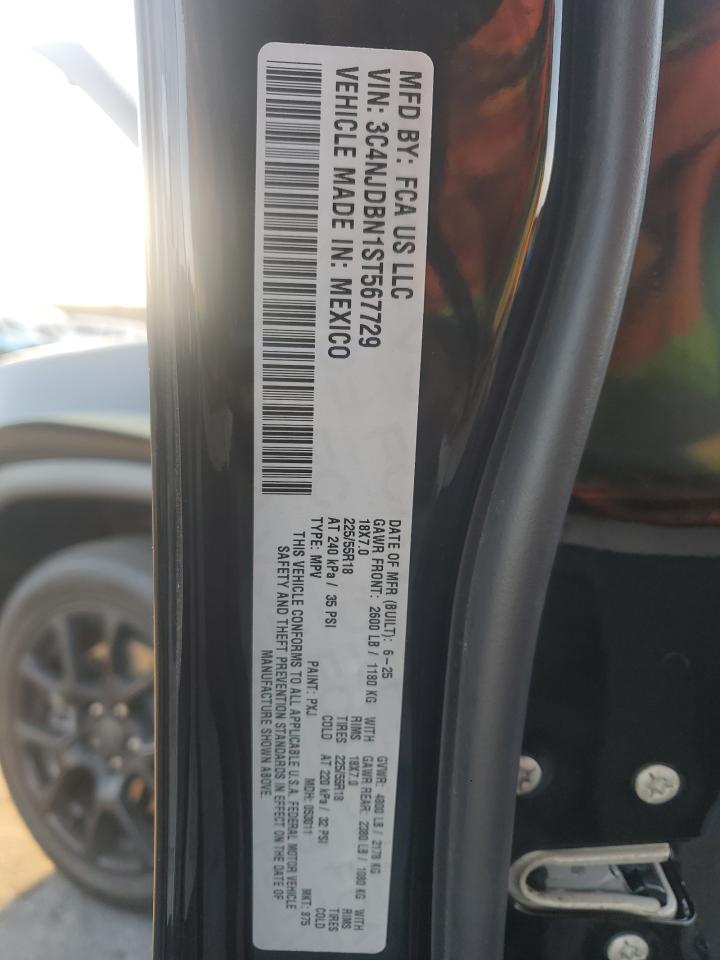 MFD BY: FCA US LLC
VIN: 3C4NJDBN1ST567729
VEHICLE MADE IN: MEXICO
DATE OF MFR (BUILT): 6-25 GVWR: 4800 LB / 2178 KG
GAWR FRONT: 2600 LB / 1180 KG WITH GAWR REAR: 2380 LB / 1080 KG WITH
18X7.0 RIMS 18X7.0 RIMS
225/55R18 TIRES 225/55R18 TIRES
AT 240 kPa / 35 PSI COLD AT 220 kPa / 32 PSI COLD
TYPE: MPV PAINT: PXJ MDH: 053011 MKT: 875
THIS VEHICLE CONFORMS TO ALL APPLICABLE U.S.A. FEDERAL MOTOR VEHICLE
SAFETY AND THEFT PREVENTION STANDARDS IN EFFECT ON THE DATE OF
MANUFACTURE SHOWN ABOVE.